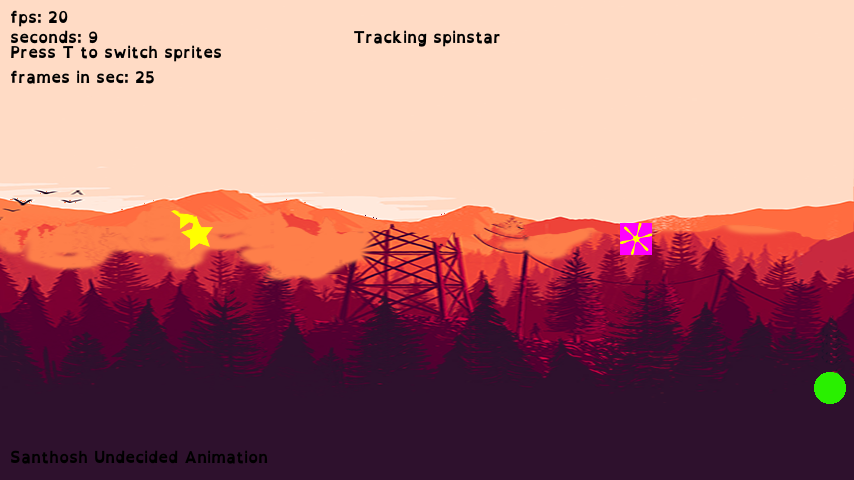 fps: 20
seconds: 9
Tracking spinstar
Press T to switch sprites
frames in sec: 25
Santhosh Undecided Animation